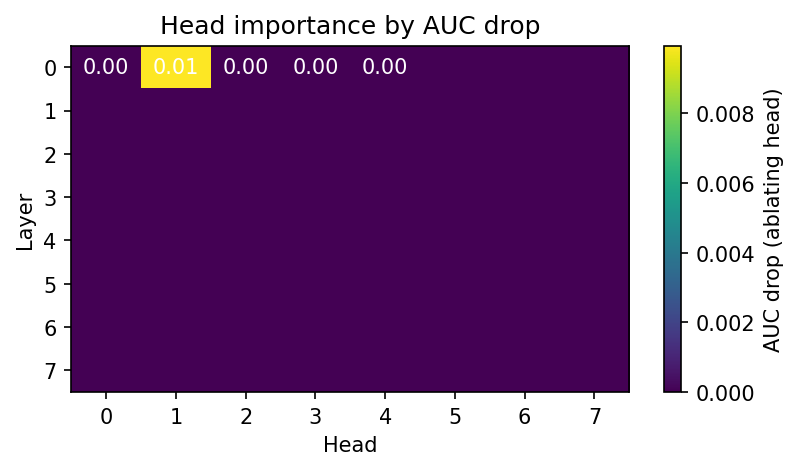 Head importance by AUC drop
0 0.00 0.01 0.00 0.00 0.00
1
2
3
4
5
6
7
Layer
0 1 2 3 4 5 6 7
Head
0.008
0.006
0.004
0.002
0.000
AUC drop (ablating head)